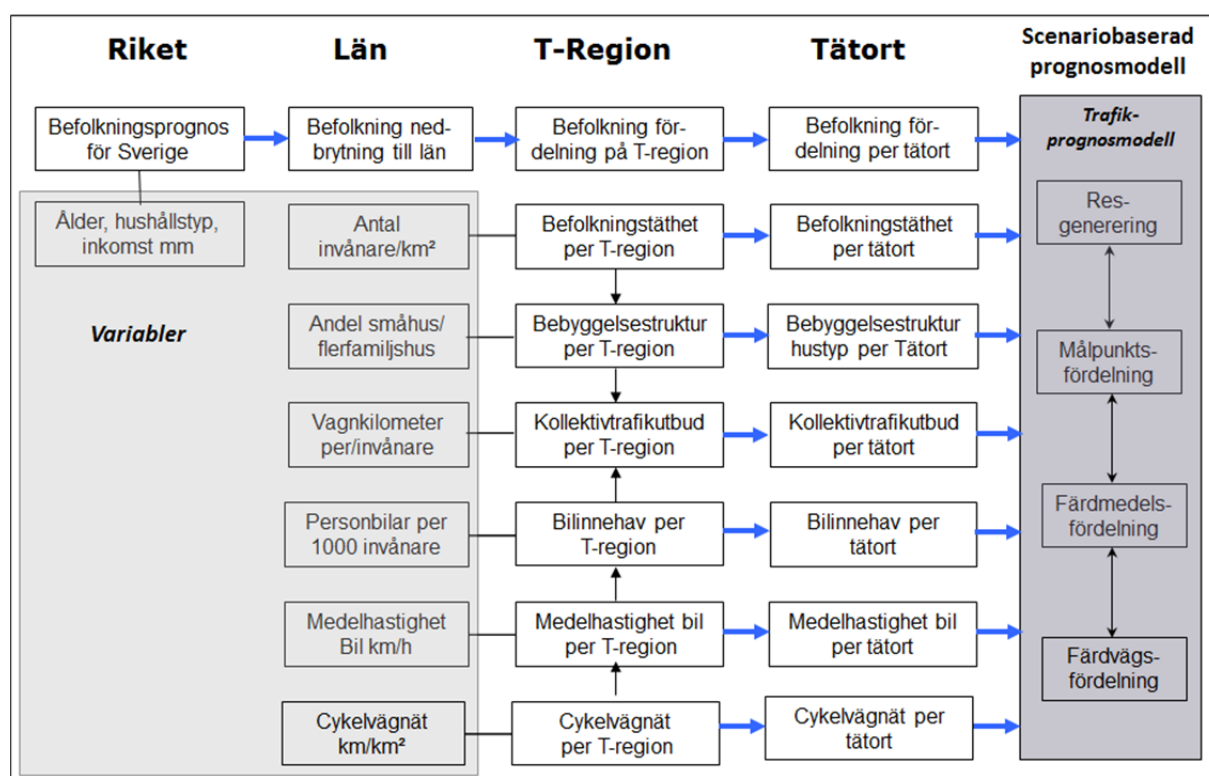 Riket
Län
T-Region
Tätort
Scenariobaserad
prognosmodell
Befolkningsprognos
för Sverige
Befolkning ned-
brytning till län
Befolkning för-
delning på T-region
Befolkning för-
delning per tätort
Trafik-
prognosmodell
Ålder, hushållstyp,
inkomst mm
Antal
invånare/km²
Befolkningstäthet
per T-region
Befolkningstäthet
per tätort
Res-
generering
Variabler
Andel småhus/
flerfamiljshus
Bebyggelsestruktur
per T-region
Bebyggelsestruktur
hustyp per Tätort
Målpunkts-
fördelning
Vagnkilometer
per/invånare
Kollektivtrafikutbud
per T-region
Kollektivtrafikutbud
per tätort
Personbilar per
1000 invånare
Bilinnehav per
T-region
Bilinnehav per
tätort
Färdmedels-
fördelning
Medelhastighet
Bil km/h
Medelhastighet bil
per T-region
Medelhastighet bil
per tätort
Färdvägs-
fördelning
Cykelvägnät
km/km²
Cykelvägnät
per T-region
Cykelvägnät per
tätort